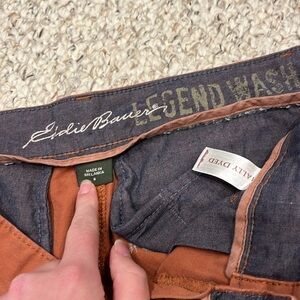 Eddie Bauer
LEGEND WASH
MADE IN
SRI LANKA
ALLY DYED